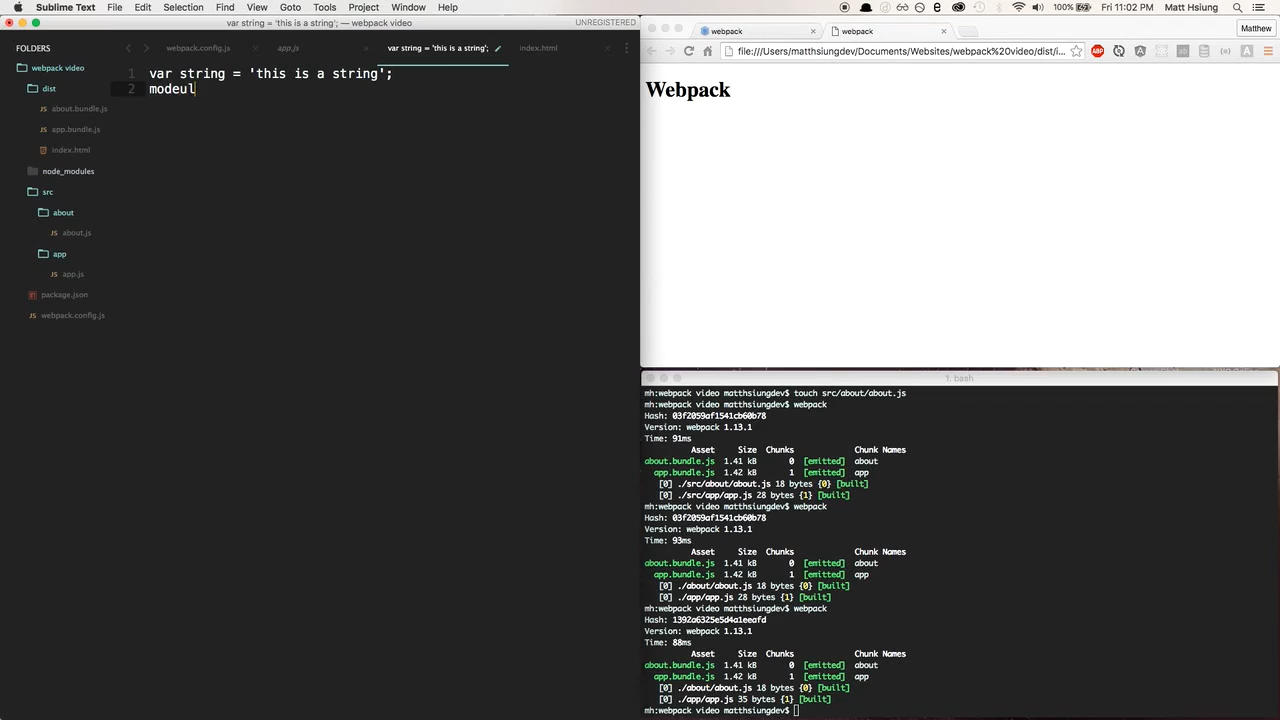 Sublime Text File Edit Selection Find View Goto Tools Project Window Help
100% Fri 11:02 PM Matt Hsiung
var string = 'this is a string'; — webpack video
UNREGISTERED
FOLDERS
webpack video
dist
JS about.bundle.js
JS app.bundle.js
index.html
node_modules
src
about
JS about.js
app
JS app.js
package.json
JS webpack.config.js
webpack.config.js
app.js
var string = 'this is a string';
index.html
1 var string = 'this is a string';
2 modeul
webpack
webpack
Matthew
file:///Users/matthsiungdev/Documents/Websites/webpack%20video/dist/i...
ABP
Webpack
1. bash
mh:webpack video matthsiungdev$ touch src/about/about.js
mh:webpack video matthsiungdev$ webpack
Hash: 03f2059af1541cb60b78
Version: webpack 1.13.1
Time: 91ms
Asset Size Chunks Chunk Names
about.bundle.js 1.41 kB 0 [emitted] about
app.bundle.js 1.42 kB 1 [emitted] app
[0] ./src/about/about.js 18 bytes {0} [built]
[0] ./src/app/app.js 28 bytes {1} [built]
mh:webpack video matthsiungdev$ webpack
Hash: 03f2059af1541cb60b78
Version: webpack 1.13.1
Time: 93ms
Asset Size Chunks Chunk Names
about.bundle.js 1.41 kB 0 [emitted] about
app.bundle.js 1.42 kB 1 [emitted] app
[0] ./about/about.js 18 bytes {0} [built]
[0] ./app/app.js 28 bytes {1} [built]
mh:webpack video matthsiungdev$ webpack
Hash: 1392a6325e5d4a1eeafd
Version: webpack 1.13.1
Time: 88ms
Asset Size Chunks Chunk Names
about.bundle.js 1.41 kB 0 [emitted] about
app.bundle.js 1.42 kB 1 [emitted] app
[0] ./about/about.js 18 bytes {0} [built]
[0] ./app/app.js 35 bytes {1} [built]
mh:webpack video matthsiungdev$